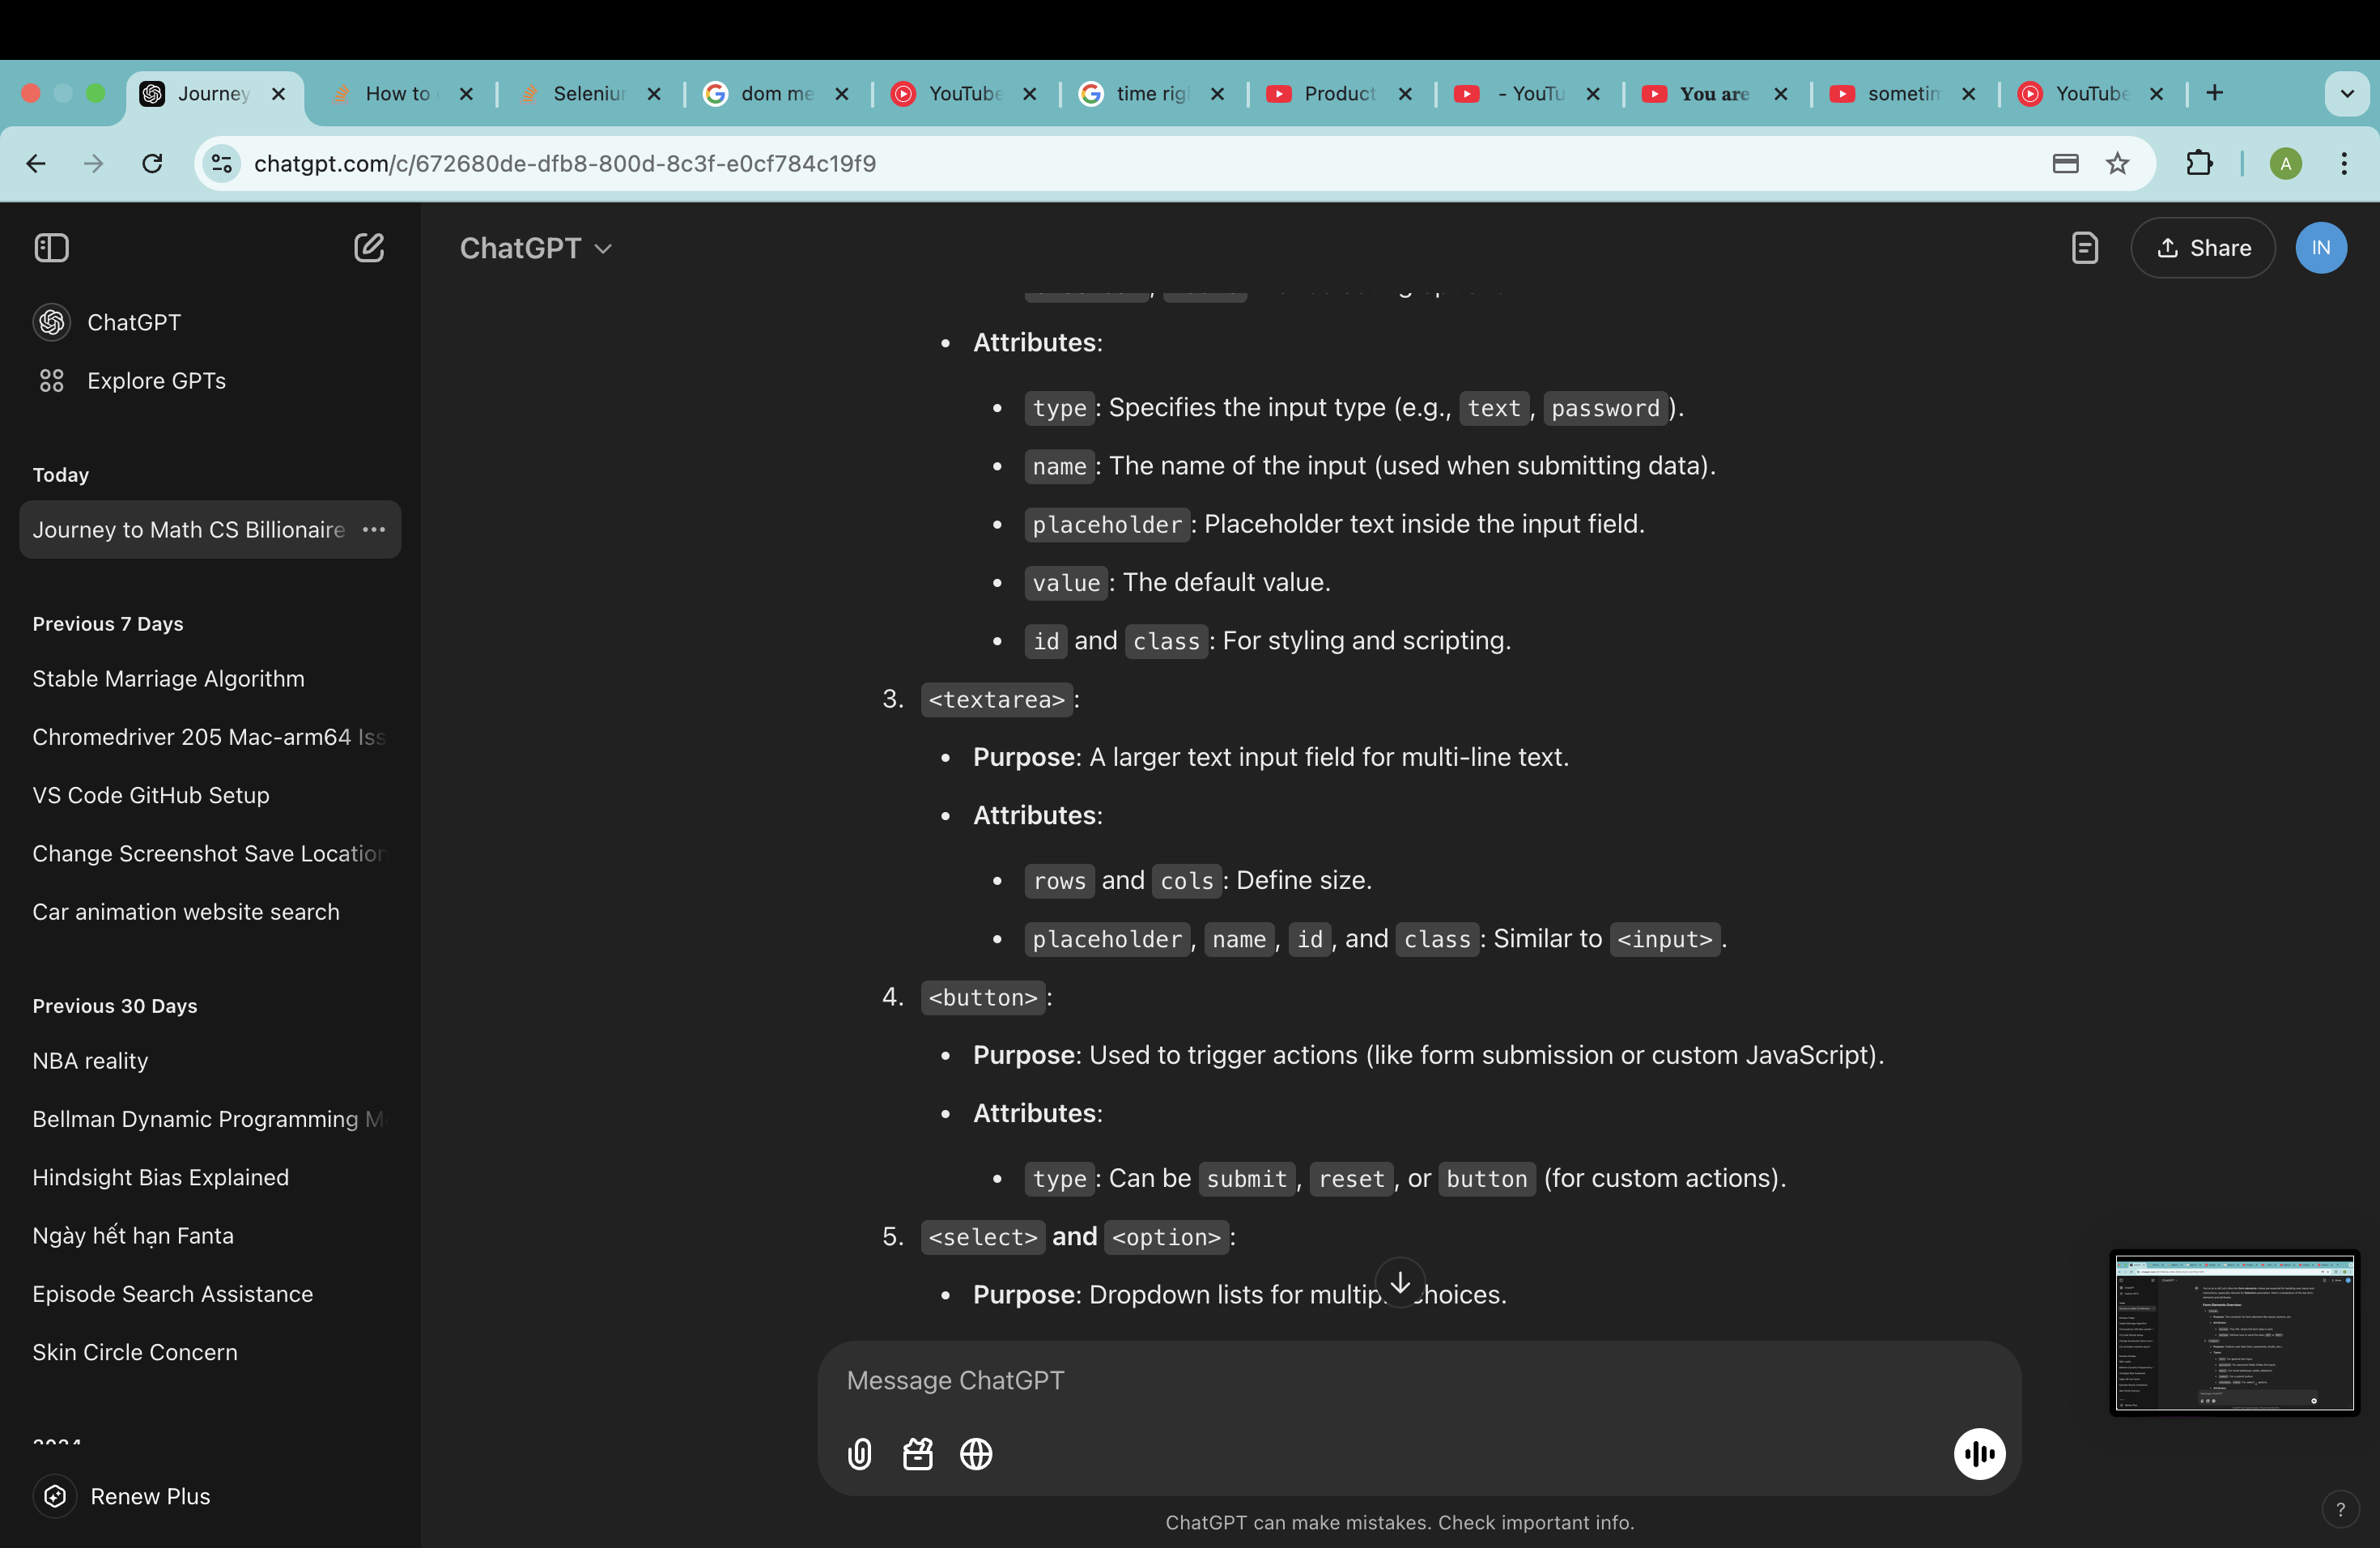 Journey
How to
Seleniur
dom me
YouTube
time rig
Product
- YouTu
You are
sometim
YouTube
chatgpt.com/c/672680de-dfb8-800d-8c3f-e0cf784c19f9
A
ChatGPT
Share
IN
ChatGPT
Explore GPTs
Today
Journey to Math CS Billionaire
Previous 7 Days
Stable Marriage Algorithm
Chromedriver 205 Mac-arm64 Iss
VS Code GitHub Setup
Change Screenshot Save Location
Car animation website search
Previous 30 Days
NBA reality
Bellman Dynamic Programming M
Hindsight Bias Explained
Ngày hết hạn Fanta
Episode Search Assistance
Skin Circle Concern
Renew Plus
• Attributes:
• type: Specifies the input type (e.g., text, password).
• name: The name of the input (used when submitting data).
• placeholder: Placeholder text inside the input field.
• value: The default value.
• id and class: For styling and scripting.
3. <textarea>:
• Purpose: A larger text input field for multi-line text.
• Attributes:
• rows and cols: Define size.
• placeholder, name, id, and class: Similar to <input>.
4. <button>:
• Purpose: Used to trigger actions (like form submission or custom JavaScript).
• Attributes:
• type: Can be submit, reset, or button (for custom actions).
5. <select> and <option>:
• Purpose: Dropdown lists for multip choices.
Message ChatGPT
ChatGPT can make mistakes. Check important info.
?